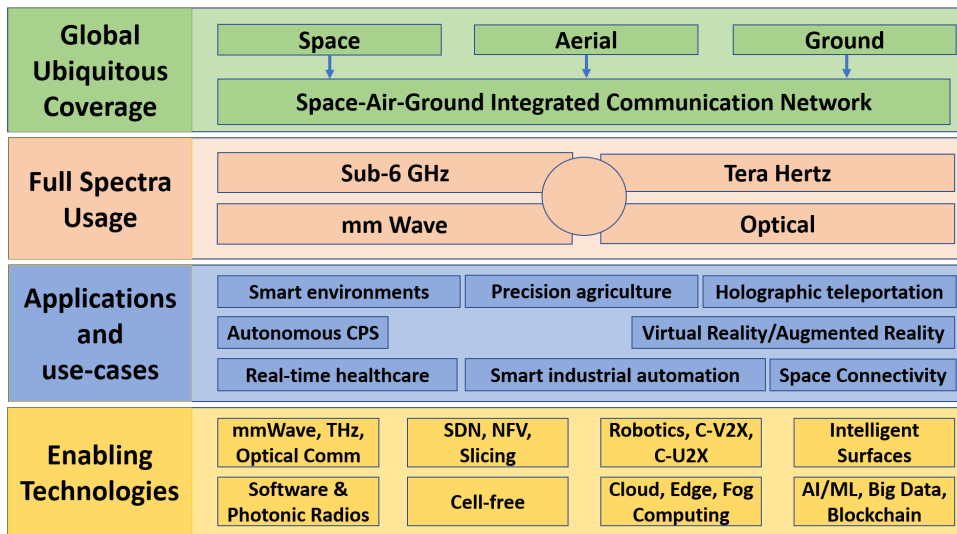 Global
Ubiquitous
Coverage
Space
Aerial
Ground
Space-Air-Ground Integrated Communication Network
Full Spectra
Usage
Sub-6 GHz
Tera Hertz
mm Wave
Optical
Applications
and
use-cases
Smart environments
Precision agriculture
Holographic teleportation
Autonomous CPS
Virtual Reality/Augmented Reality
Real-time healthcare
Smart industrial automation
Space Connectivity
Enabling
Technologies
mmWave, THz,
Optical Comm
SDN, NFV,
Slicing
Robotics, C-V2X,
C-U2X
Intelligent
Surfaces
Software &
Photonic Radios
Cell-free
Cloud, Edge, Fog
Computing
AI/ML, Big Data,
Blockchain